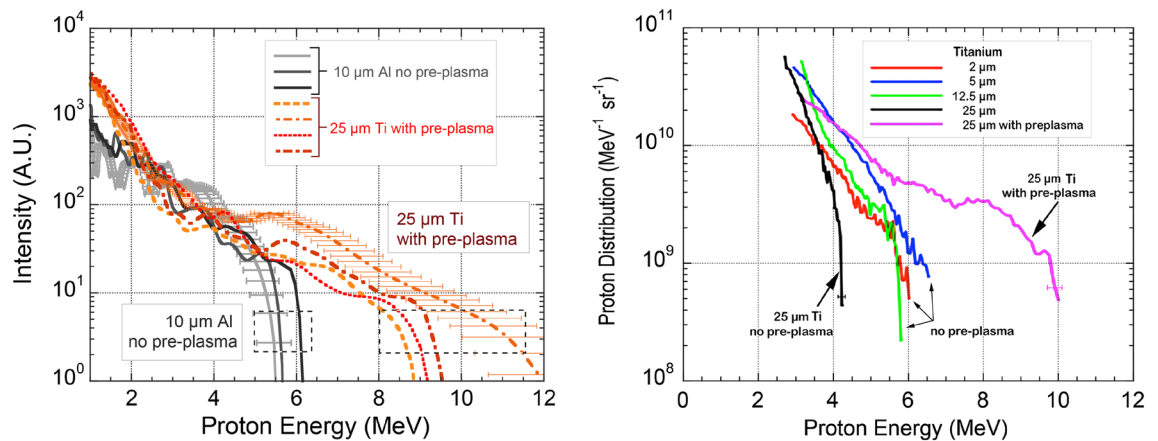 Intensity (A.U.)
10⁴
10³
10²
10¹
10⁰
10 µm Al no pre-plasma
25 µm Ti with pre-plasma
25 µm Ti
with pre-plasma
10 µm Al
no pre-plasma
2 4 6 8 10 12
Proton Energy (MeV)
Proton Distribution (MeV⁻¹ sr⁻¹)
10¹¹
10¹⁰
10⁹
10⁸
Titanium
2 µm
5 µm
12.5 µm
25 µm
25 µm with preplasma
25 µm Ti
with pre-plasma
25 µm Ti
no pre-plasma
no pre-plasma
0 2 4 6 8 10 12
Proton Energy (MeV)